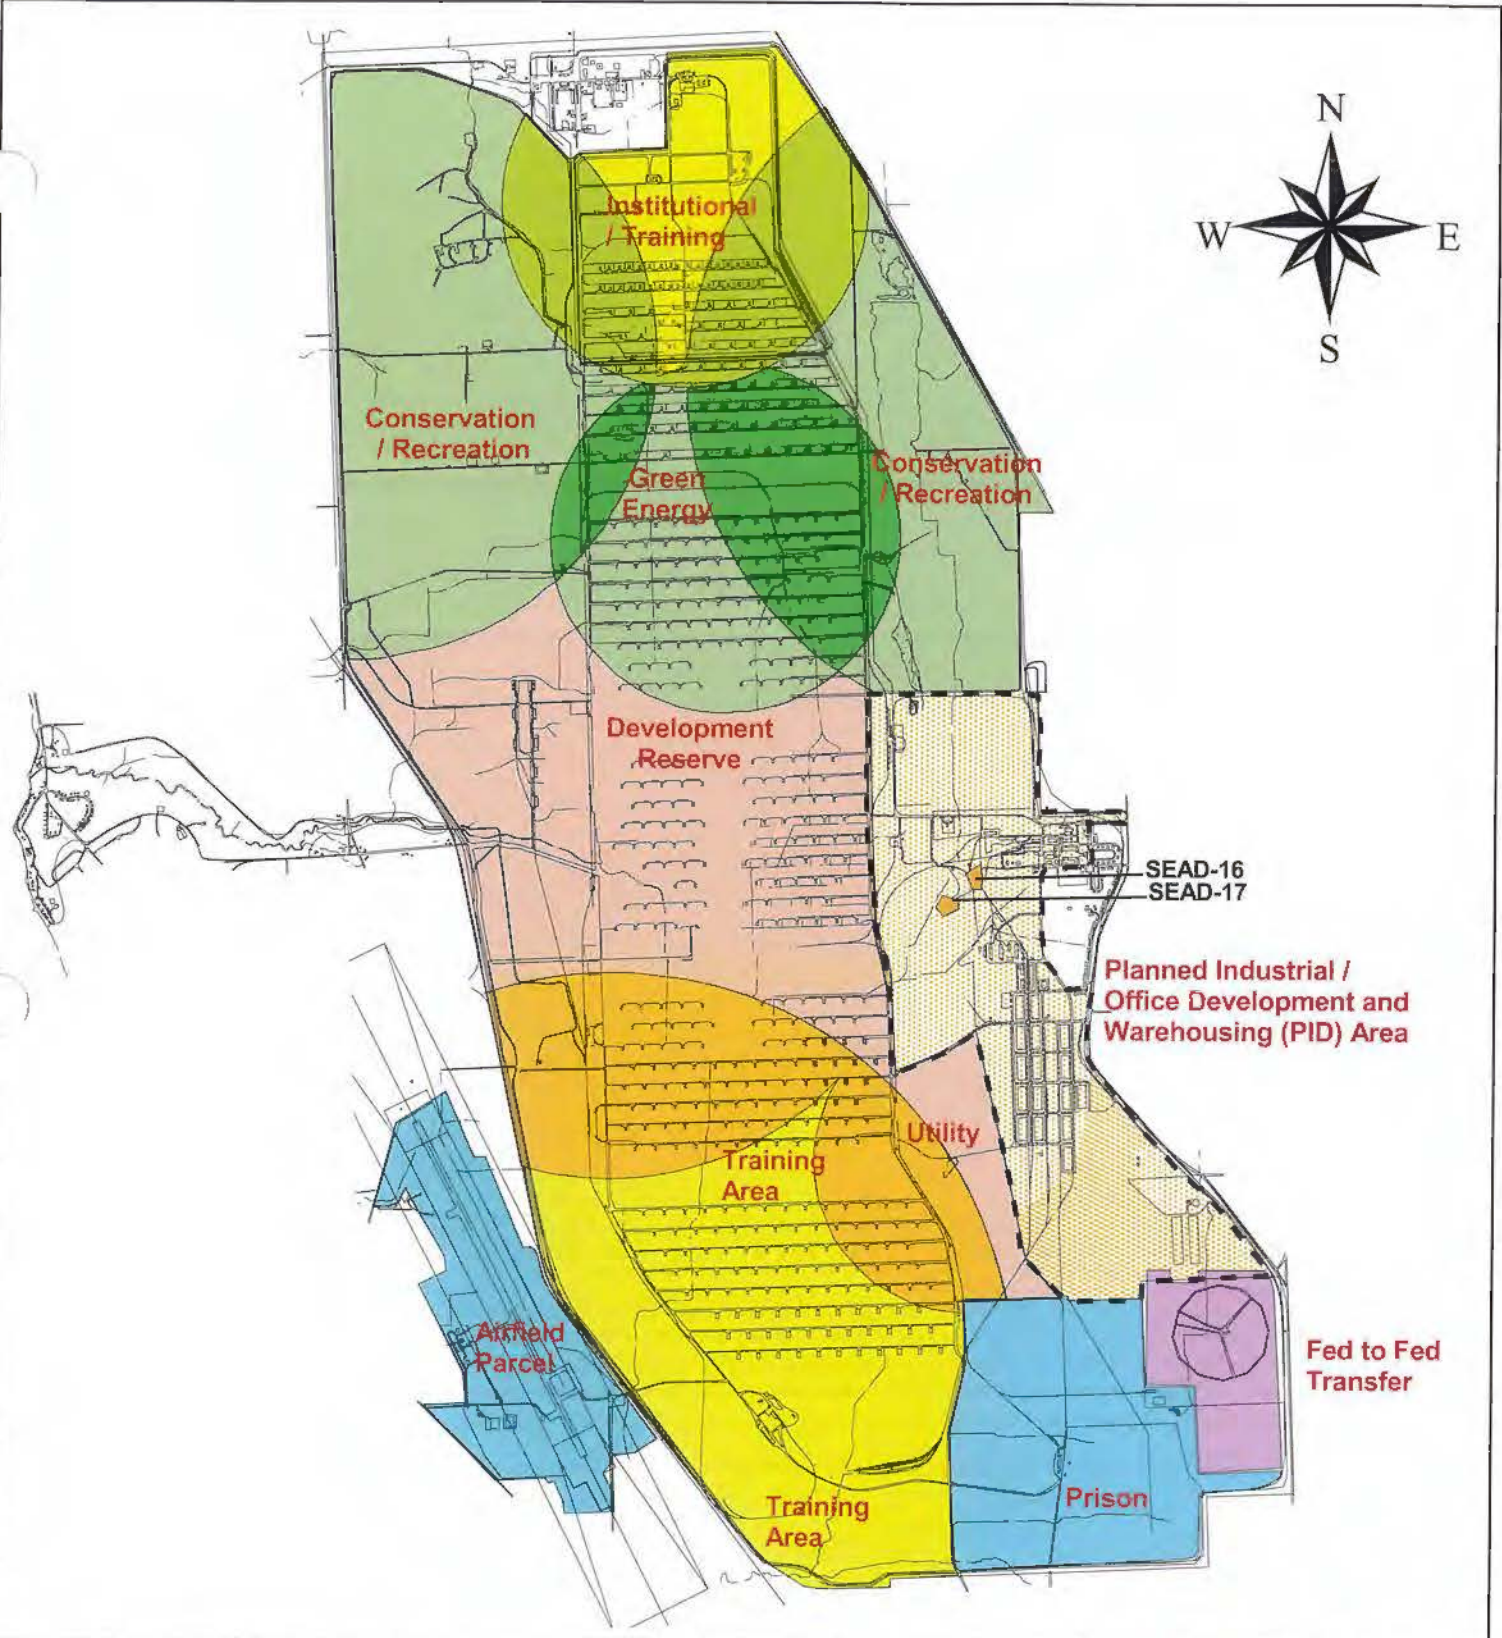 N
W
E
S
Institutional
/ Training
Conservation
/ Recreation
Green
Energy
Conservation
/ Recreation
Development
Reserve
SEAD-16
SEAD-17
Planned Industrial /
Office Development and
Warehousing (PID) Area
Utility
Training
Area
Airfield
Parcel
Fed to Fed
Transfer
Prison
Training
Area